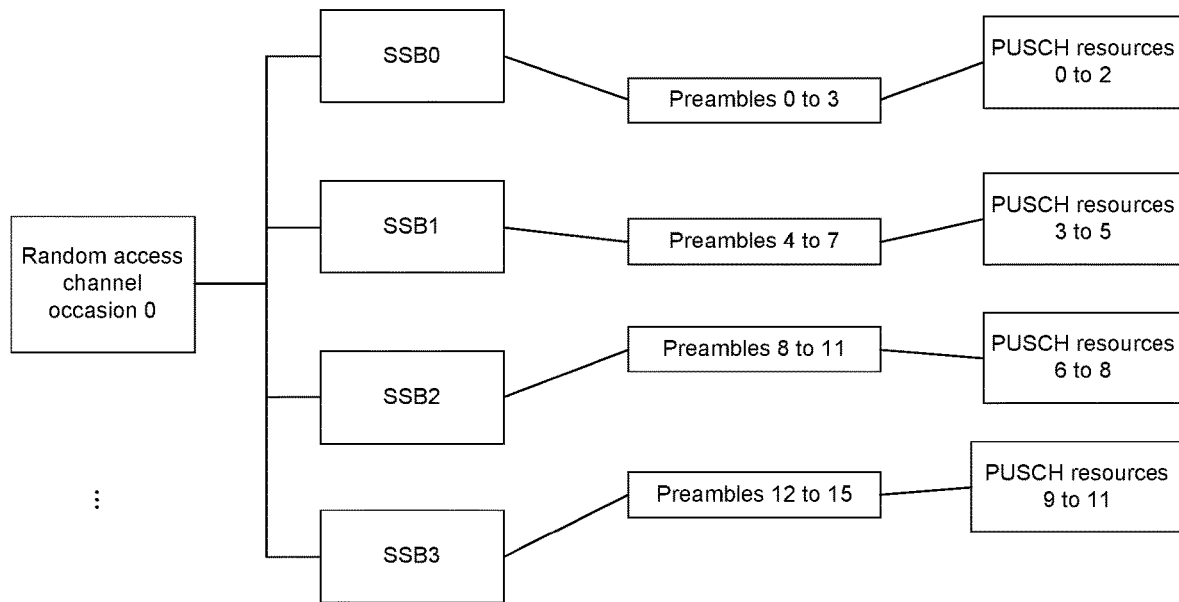 Random access
channel
occasion 0
⋮
SSB0
Preambles 0 to 3
PUSCH resources
0 to 2
SSB1
Preambles 4 to 7
PUSCH resources
3 to 5
SSB2
Preambles 8 to 11
PUSCH resources
6 to 8
SSB3
Preambles 12 to 15
PUSCH resources
9 to 11